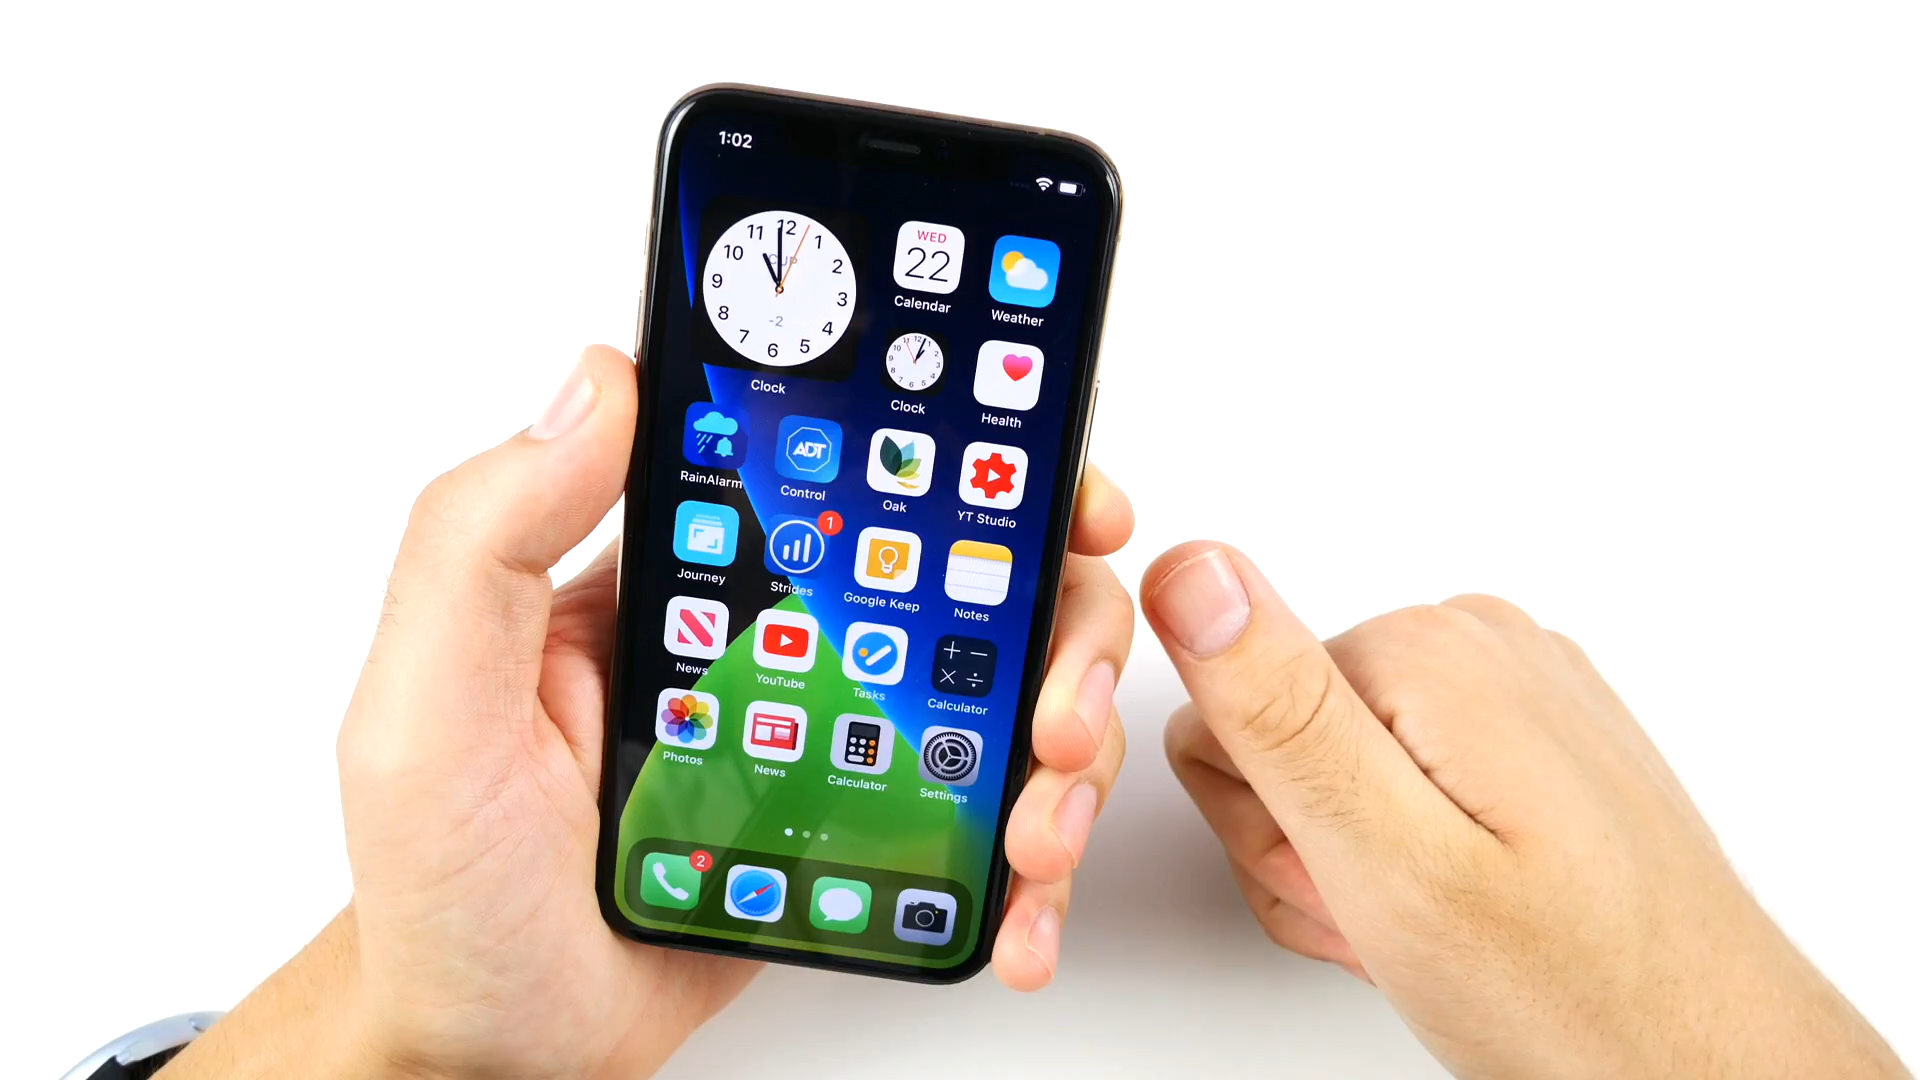 1:02
11 12 1
10 CUP 2
9 3
8 -2 4
7 6 5
Clock
WED
22
Calendar
Weather
Clock
Health
RainAlarm
ADT
Control
Oak
YT Studio
Journey
1
Strides
Google Keep
Notes
News
YouTube
Tasks
+ −
× ÷
Calculator
Photos
News
Calculator
Settings
2